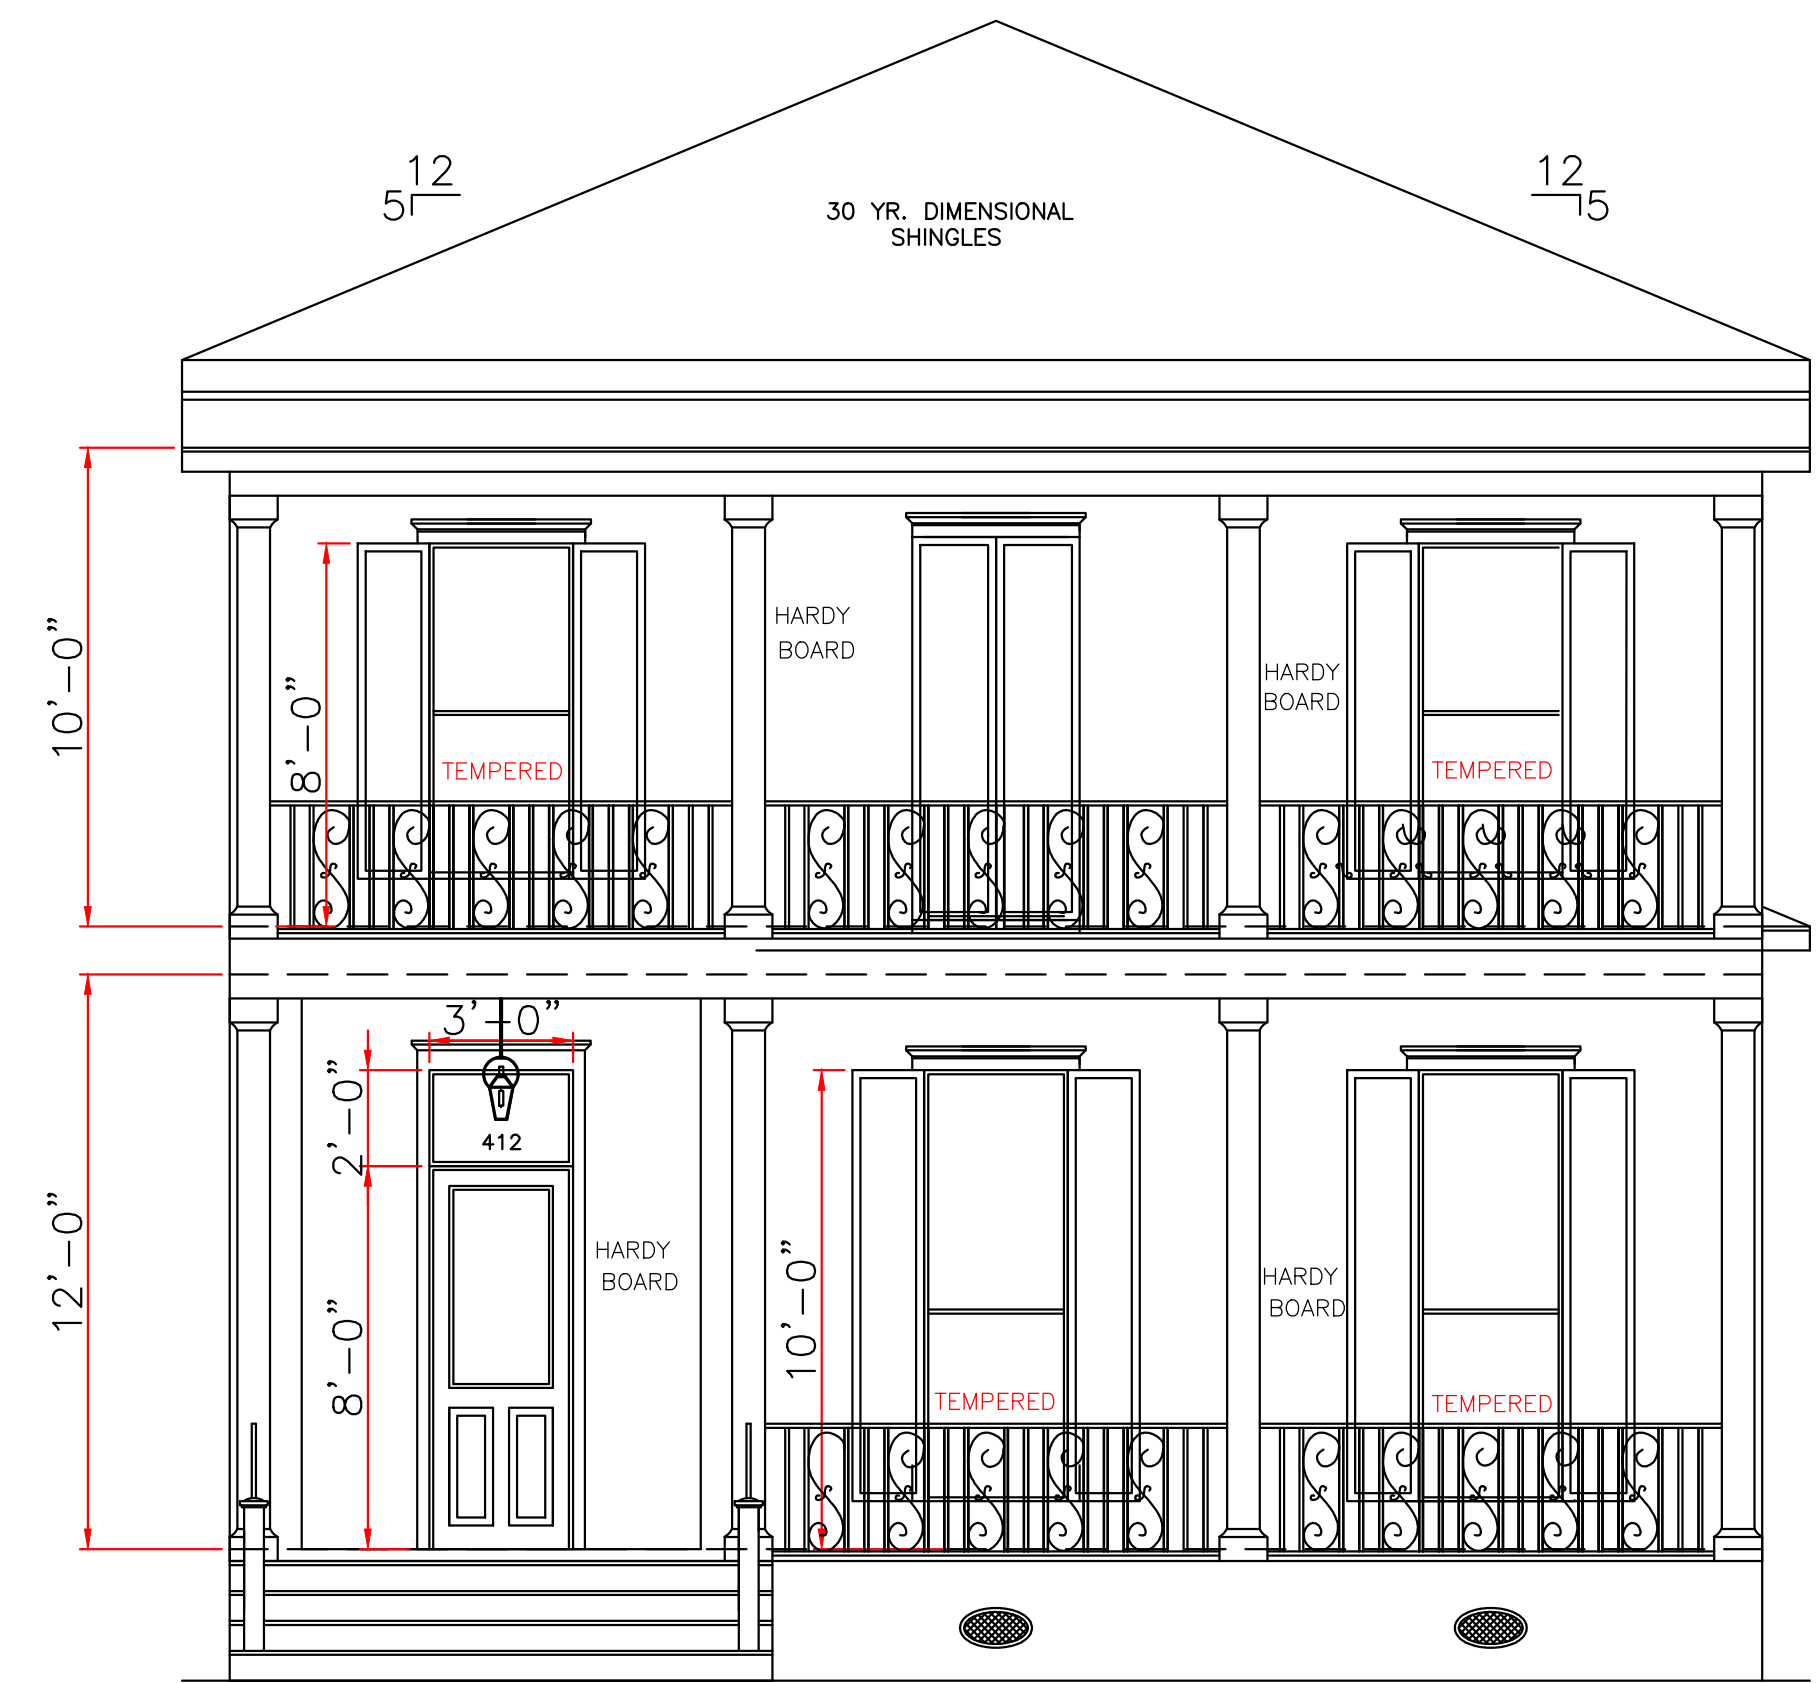 12
5
12
5
30 YR. DIMENSIONAL
SHINGLES
10'-0"
8'-0"
HARDY
BOARD
HARDY
BOARD
TEMPERED
TEMPERED
3'-0"
2'-0"
412
12'-0"
8'-0"
HARDY
BOARD
10'-0"
HARDY
BOARD
TEMPERED
TEMPERED